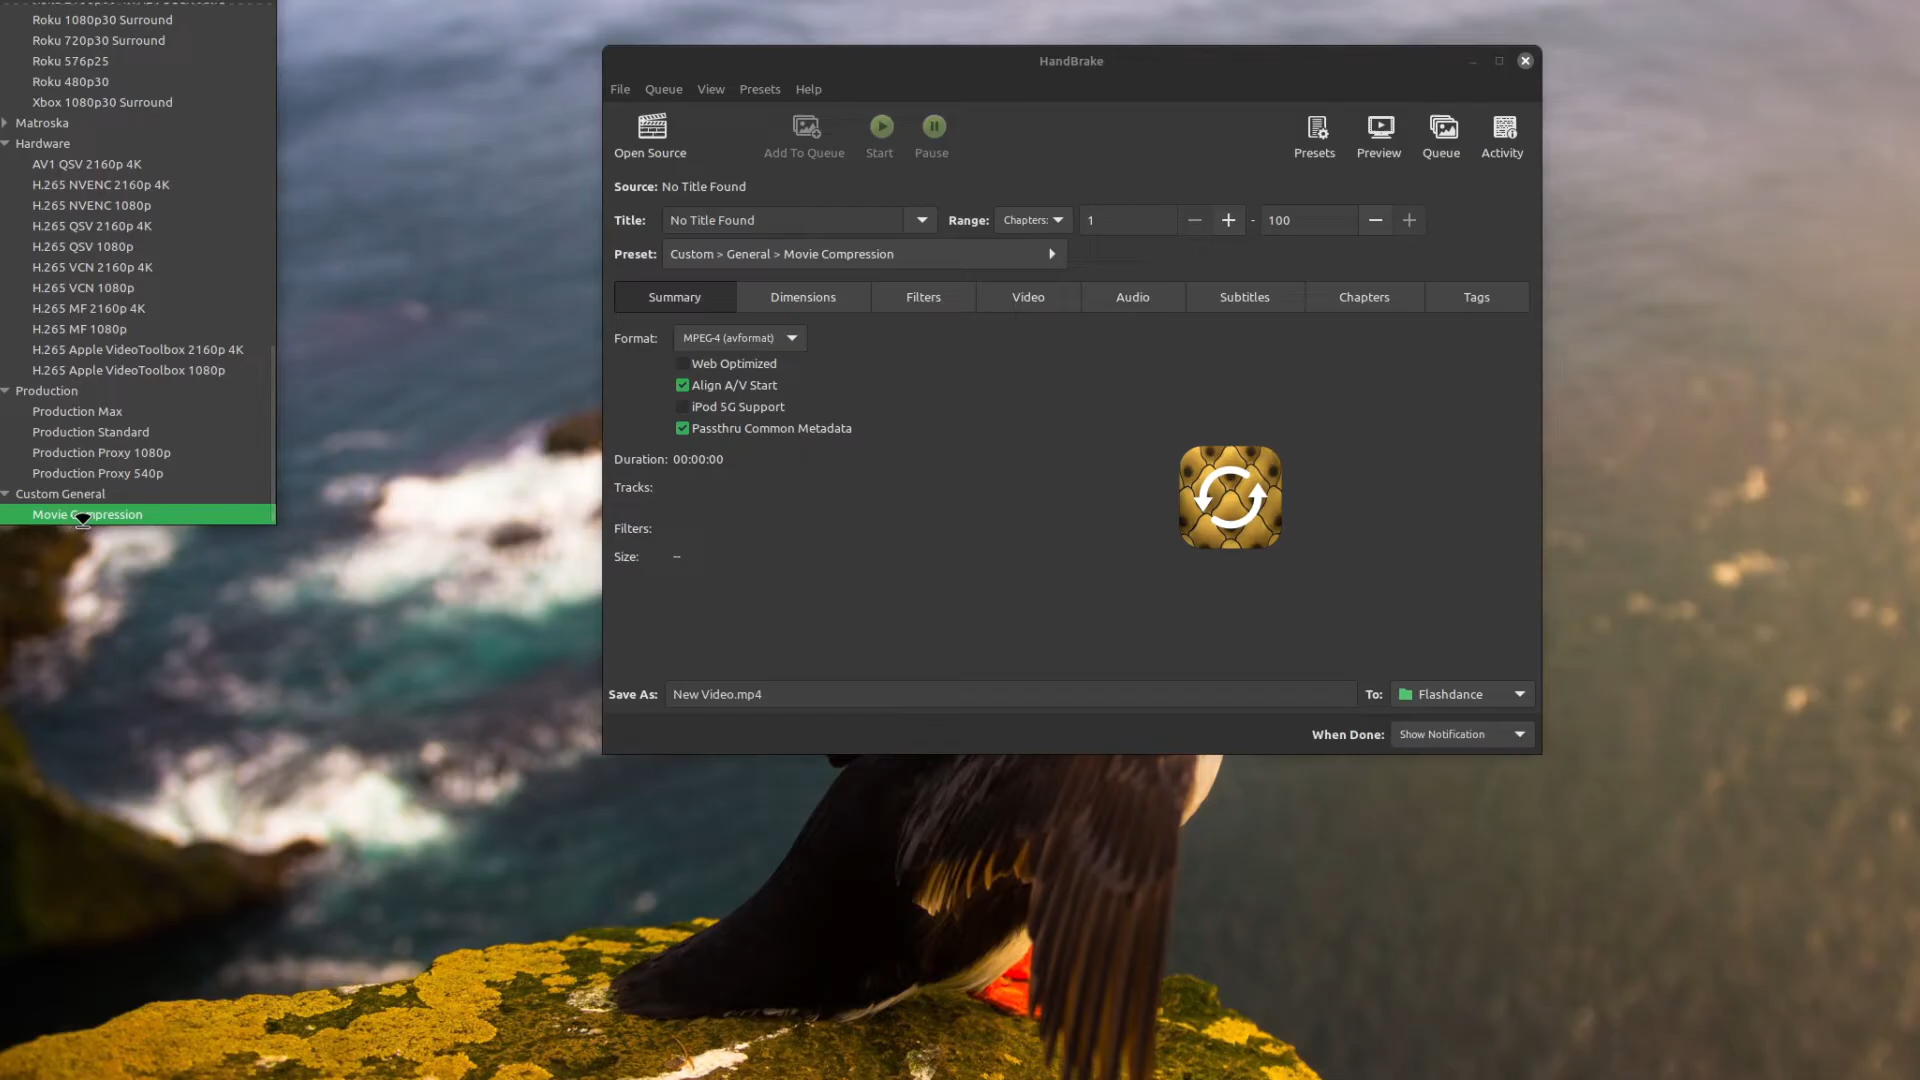 Roku 1080p30 Surround
Roku 720p30 Surround
Roku 576p25
Roku 480p30
Xbox 1080p30 Surround
Matroska
Hardware
AV1 QSV 2160p 4K
H.265 NVENC 2160p 4K
H.265 NVENC 1080p
H.265 QSV 2160p 4K
H.265 QSV 1080p
H.265 VCN 2160p 4K
H.265 VCN 1080p
H.265 MF 2160p 4K
H.265 MF 1080p
H.265 Apple VideoToolbox 2160p 4K
H.265 Apple VideoToolbox 1080p
Production
Production Max
Production Standard
Production Proxy 1080p
Production Proxy 540p
Custom General
Movie Compression
HandBrake
File Queue View Presets Help
Open Source Add To Queue Start Pause Presets Preview Queue Activity
Source: No Title Found
Title: No Title Found Range: Chapters: 1 - 100
Preset: Custom > General > Movie Compression
Summary Dimensions Filters Video Audio Subtitles Chapters Tags
Format: MPEG-4 (avformat)
Web Optimized
Align A/V Start
iPod 5G Support
Passthru Common Metadata
Duration: 00:00:00
Tracks:
Filters:
Size: --
Save As: New Video.mp4 To: Flashdance
When Done: Show Notification